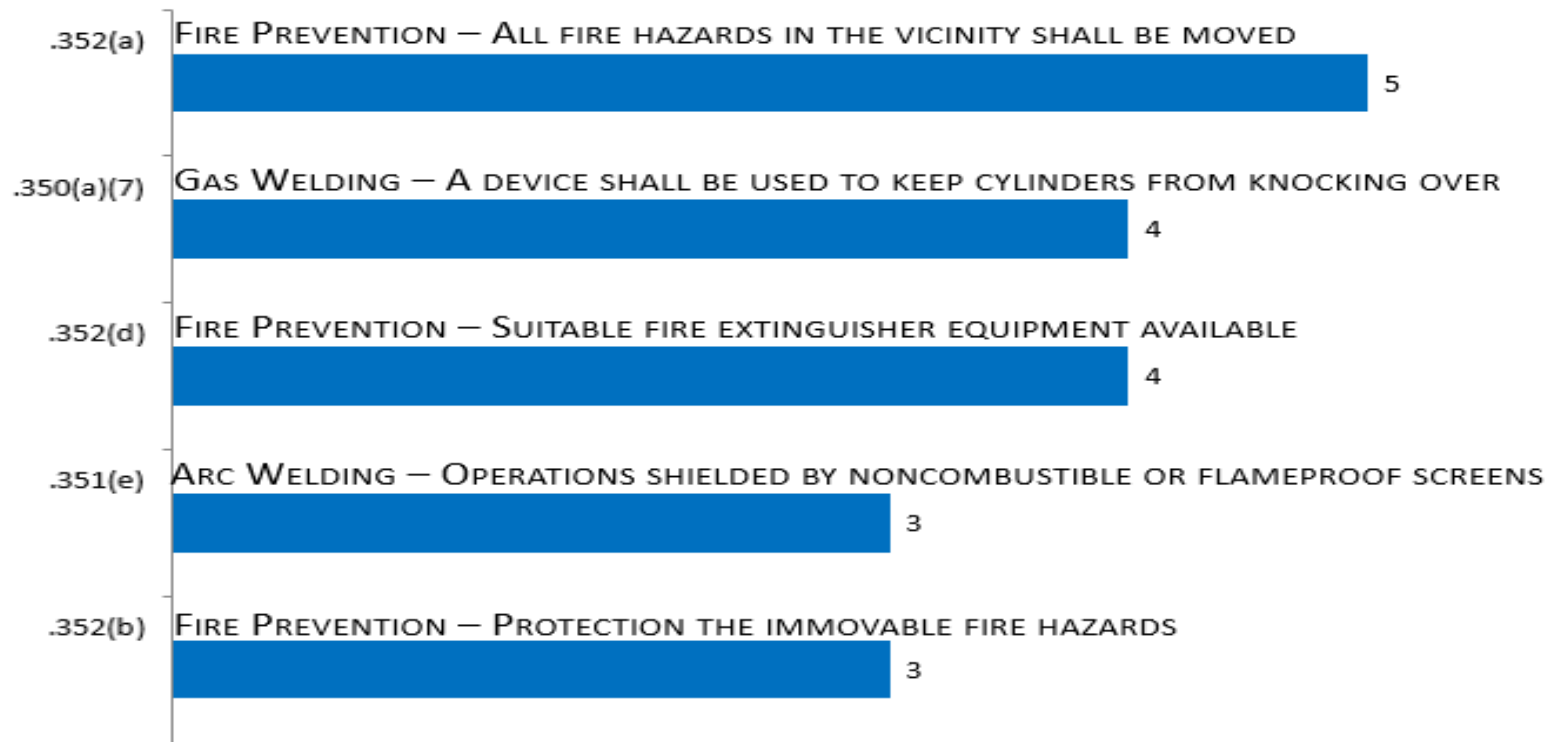 .352(a) Fire Prevention – All fire hazards in the vicinity shall be moved
5
.350(a)(7) Gas Welding – A device shall be used to keep cylinders from knocking over
4
.352(d) Fire Prevention – Suitable fire extinguisher equipment available
4
.351(e) Arc Welding – Operations shielded by noncombustible or flameproof screens
3
.352(b) Fire Prevention – Protection the immovable fire hazards
3